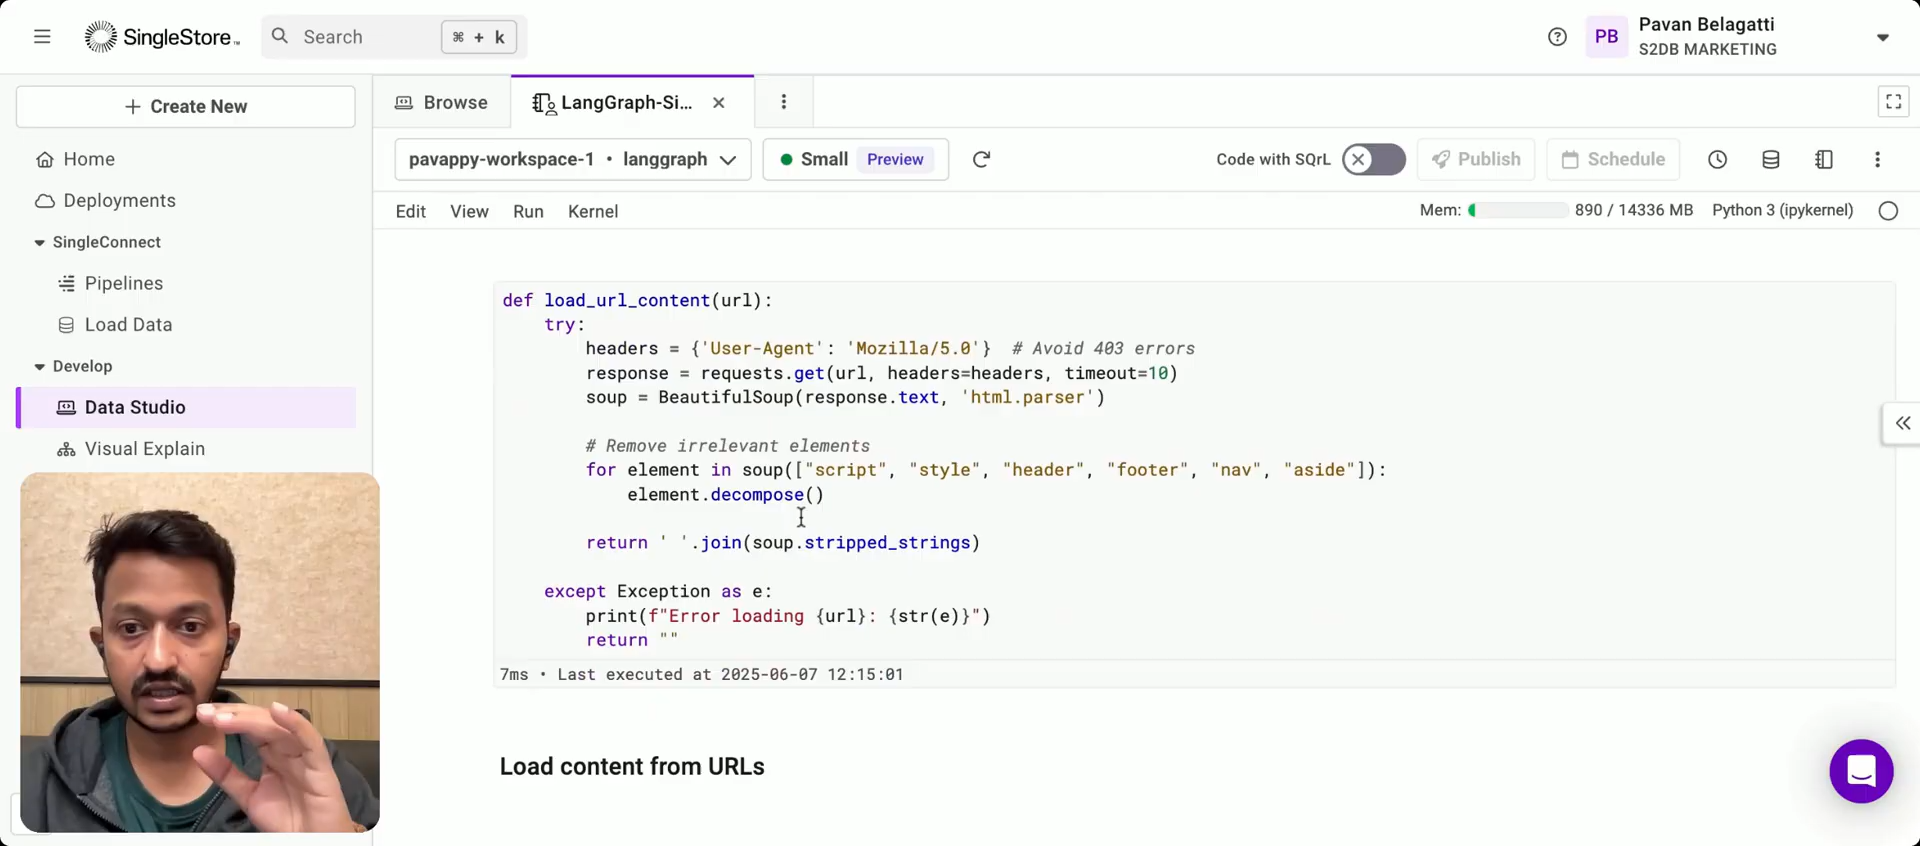 SingleStore™
Search
⌘ + k
PB
Pavan Belagatti
S2DB MARKETING
Create New
Home
Deployments
SingleConnect
Pipelines
Load Data
Develop
Data Studio
Visual Explain
Browse
LangGraph-Si...
pavappy-workspace-1 • langgraph
Small Preview
Code with SQrL
Publish
Schedule
Edit View Run Kernel
Mem: 890 / 14336 MB Python 3 (ipykernel)
def load_url_content(url):
    try:
        headers = {'User-Agent': 'Mozilla/5.0'}  # Avoid 403 errors
        response = requests.get(url, headers=headers, timeout=10)
        soup = BeautifulSoup(response.text, 'html.parser')
        # Remove irrelevant elements
        for element in soup(["script", "style", "header", "footer", "nav", "aside"]):
            element.decompose()
        return ' '.join(soup.stripped_strings)
    except Exception as e:
        print(f"Error loading {url}: {str(e)}")
        return ""
7ms • Last executed at 2025-06-07 12:15:01
Load content from URLs